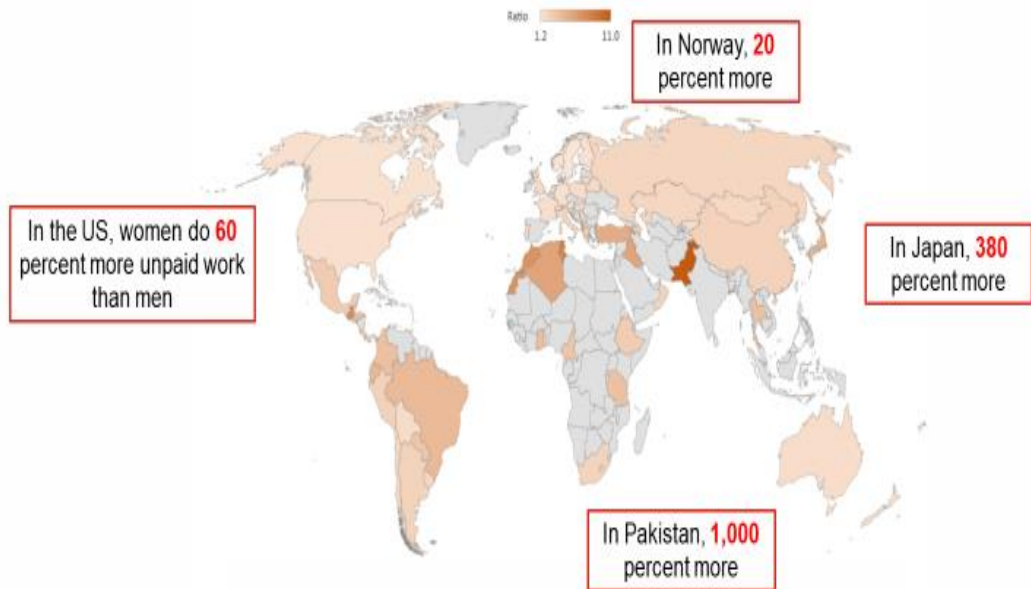 Ratio
1.2 11.0
In Norway, 20
percent more
In the US, women do 60
percent more unpaid work
than men
In Japan, 380
percent more
In Pakistan, 1,000
percent more